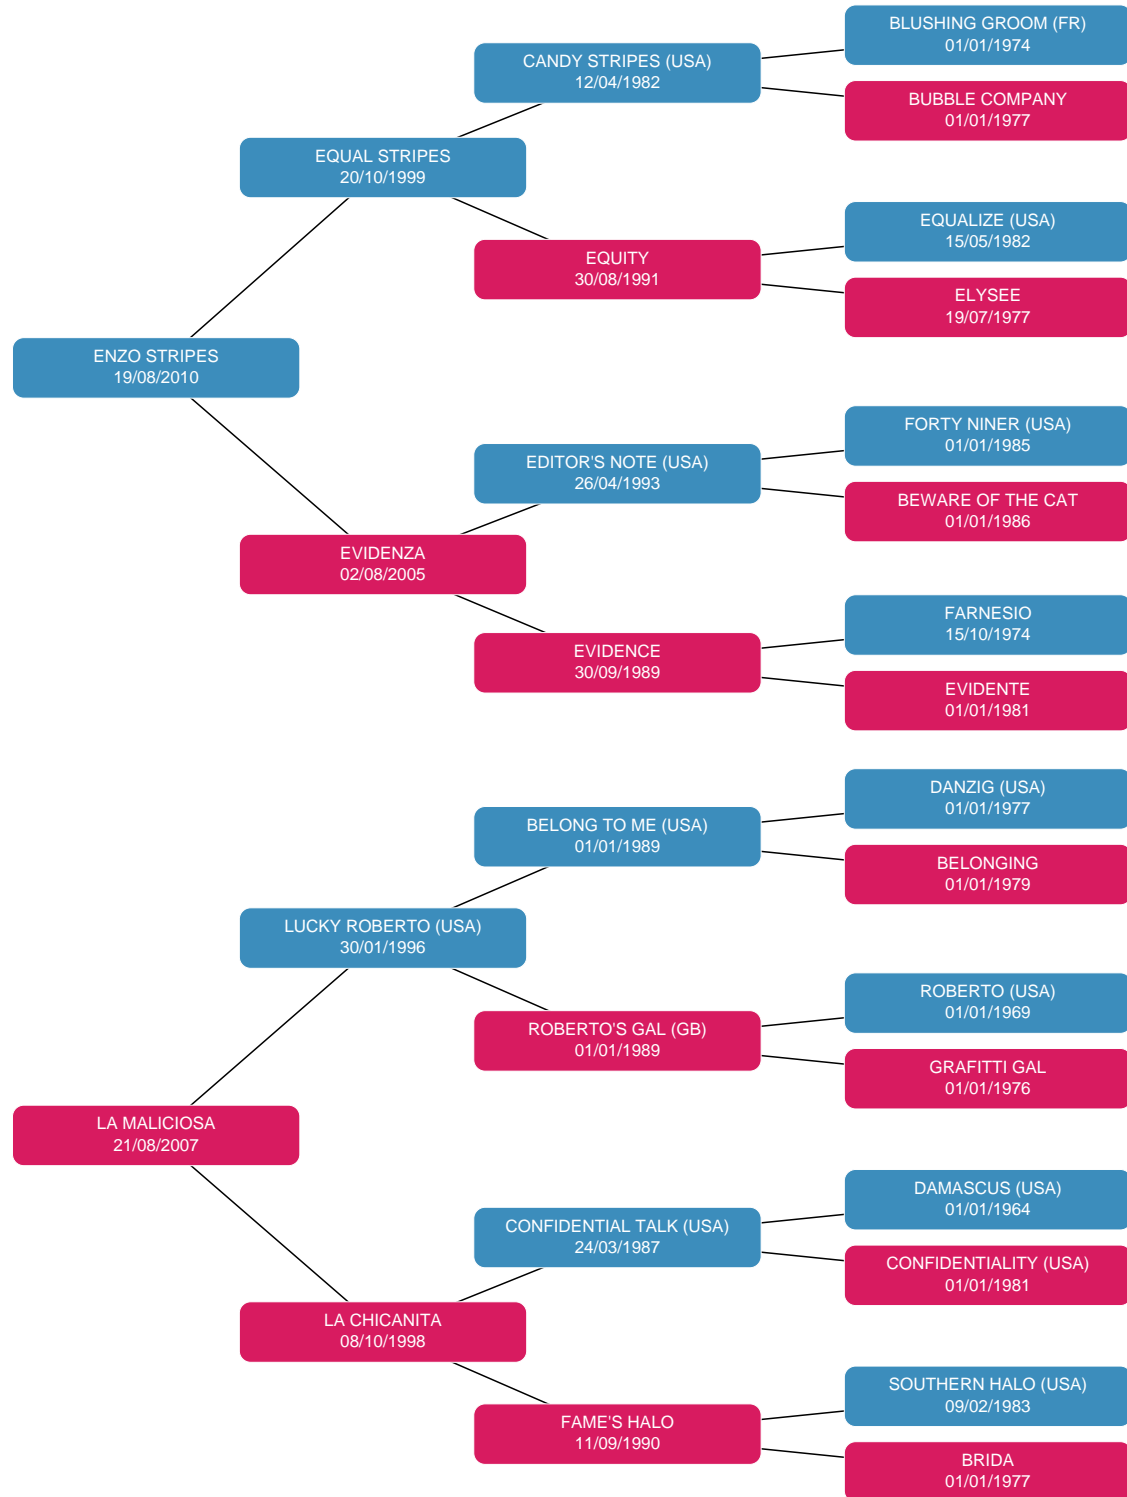 BLUSHING GROOM (FR)
01/01/1974
CANDY STRIPES (USA)
12/04/1982
BUBBLE COMPANY
01/01/1977
EQUAL STRIPES
20/10/1999
EQUALIZE (USA)
15/05/1982
EQUITY
30/08/1991
ELYSEE
19/07/1977
ENZO STRIPES
19/08/2010
FORTY NINER (USA)
01/01/1985
EDITOR'S NOTE (USA)
26/04/1993
BEWARE OF THE CAT
01/01/1986
EVIDENZA
02/08/2005
FARNESIO
15/10/1974
EVIDENCE
30/09/1989
EVIDENTE
01/01/1981
DANZIG (USA)
01/01/1977
BELONG TO ME (USA)
01/01/1989
BELONGING
01/01/1979
LUCKY ROBERTO (USA)
30/01/1996
ROBERTO (USA)
01/01/1969
ROBERTO'S GAL (GB)
01/01/1989
GRAFITTI GAL
01/01/1976
LA MALICIOSA
21/08/2007
DAMASCUS (USA)
01/01/1964
CONFIDENTIAL TALK (USA)
24/03/1987
CONFIDENTIALITY (USA)
01/01/1981
LA CHICANITA
08/10/1998
SOUTHERN HALO (USA)
09/02/1983
FAME'S HALO
11/09/1990
BRIDA
01/01/1977